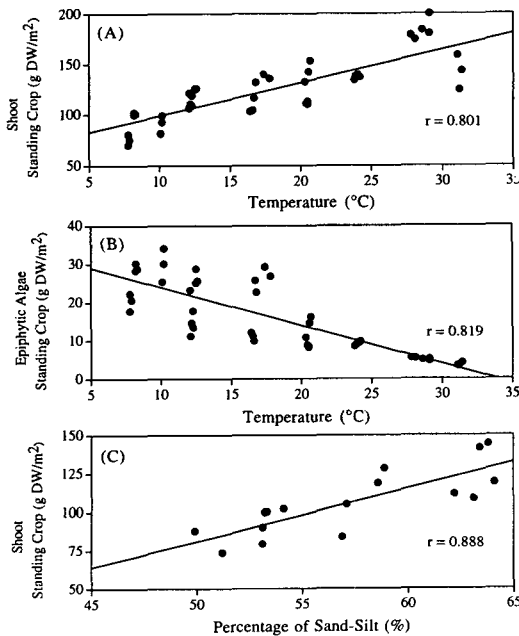 200
(A)
150
100
50
Shoot
Standing Crop (g DW/m²)
r = 0.801
5 10 15 20 25 30 35
Temperature (°C)
40
(B)
30
20
10
0
Epiphytic Algae
Standing Crop (g DW/m²)
r = 0.819
5 10 15 20 25 30 35
Temperature (°C)
150
(C)
125
100
75
50
Shoot
Standing Crop (g DW/m²)
r = 0.888
45 50 55 60 65
Percentage of Sand-Silt (%)